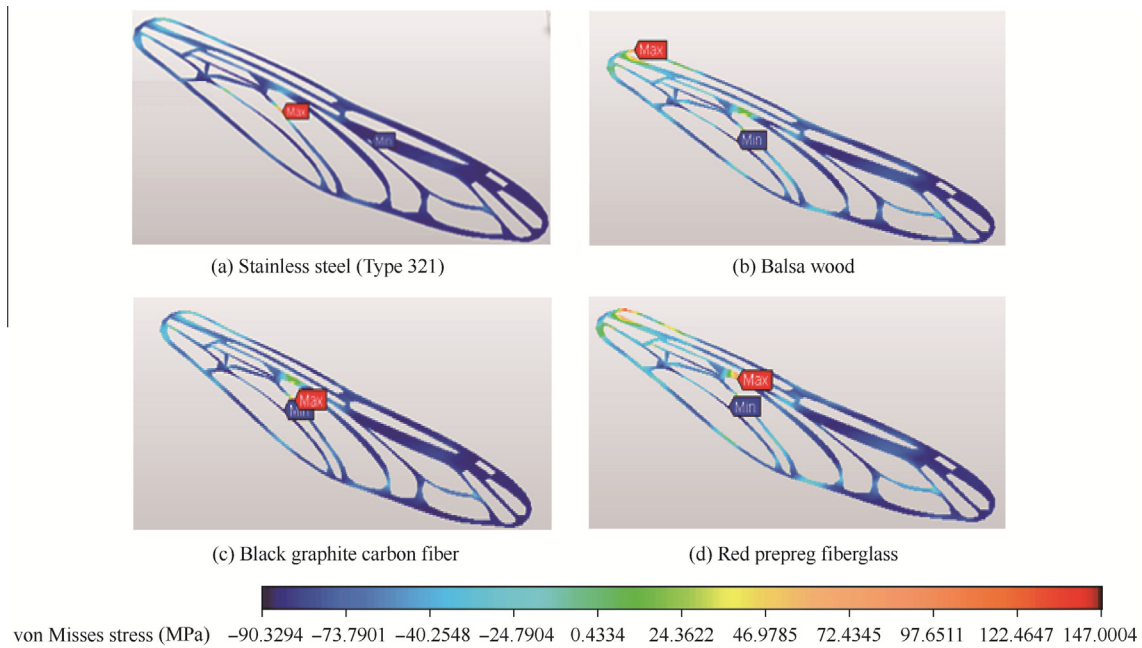 Max
Min
Max
Min
(a) Stainless steel (Type 321)
(b) Balsa wood
Max
Min
Max
Min
(c) Black graphite carbon fiber
(d) Red prepreg fiberglass
von Misses stress (MPa) −90.3294 −73.7901 −40.2548 −24.7904 0.4334 24.3622 46.9785 72.4345 97.6511 122.4647 147.0004